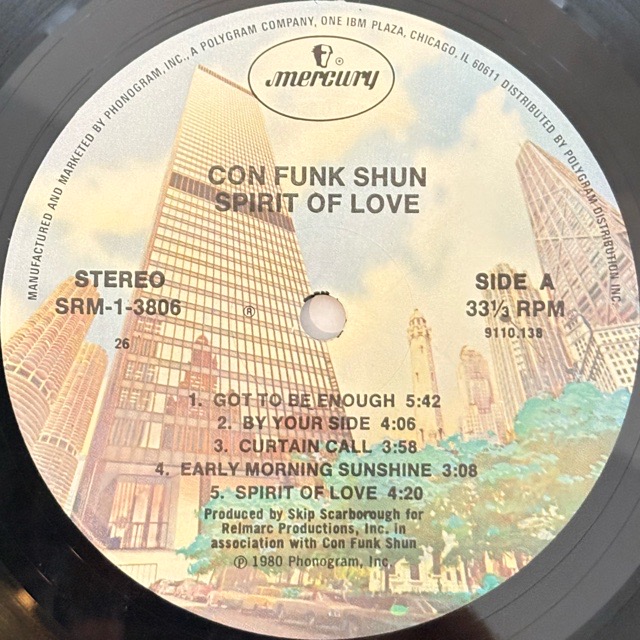 MANUFACTURED AND MARKETED BY PHONOGRAM, INC., A POLYGRAM COMPANY, ONE IBM PLAZA, CHICAGO, IL 60611 DISTRIBUTED BY POLYGRAM DISTRIBUTION, INC.
mercury ®
CON FUNK SHUN
SPIRIT OF LOVE
STEREO
SRM-1-3806
26
®
SIDE A
33⅓ RPM
9110.138
1. GOT TO BE ENOUGH 5:42
2. BY YOUR SIDE 4:06
3. CURTAIN CALL 3:58
4. EARLY MORNING SUNSHINE 3:08
5. SPIRIT OF LOVE 4:20
Produced by Skip Scarborough for
Relmarc Productions, Inc. in
association with Con Funk Shun
℗ 1980 Phonogram, Inc.